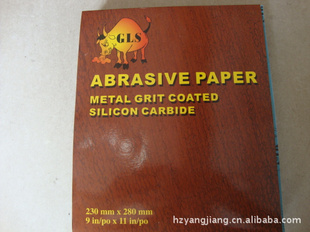 GLS
ABRASIVE PAPER
METAL GRIT COATED
SILICON CARBIDE
230 mm x 280 mm
9 in/po x 11 in/po
hzyangjiang.cn.alibaba.com